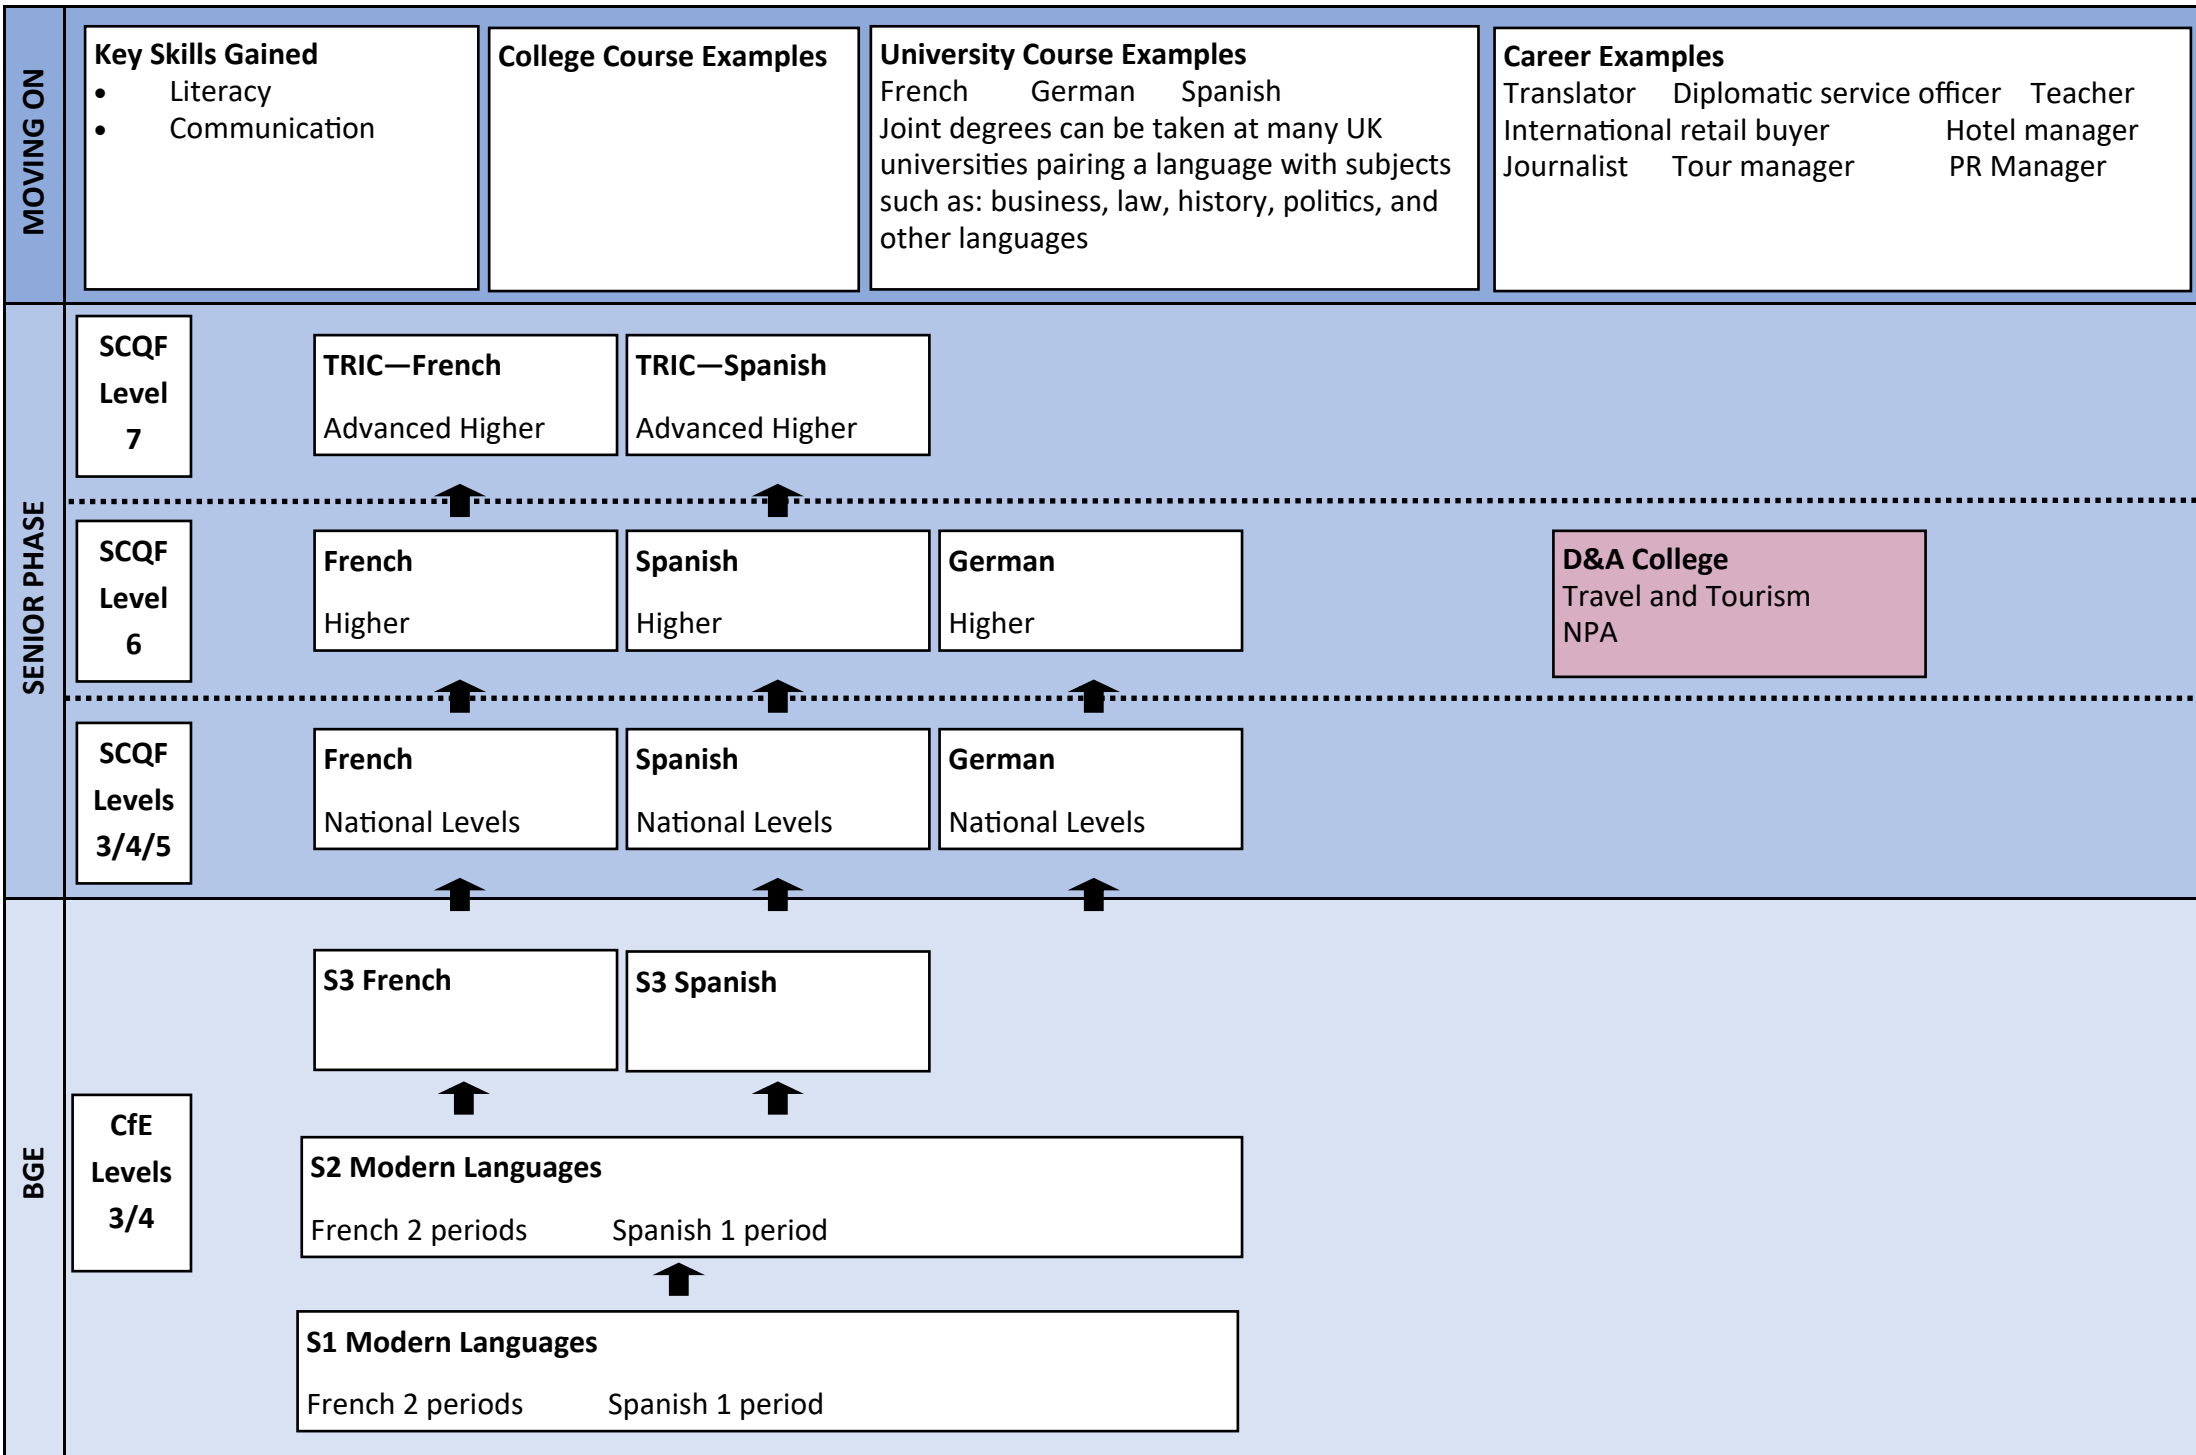 MOVING ON
Key Skills Gained
• Literacy
• Communication
College Course Examples
University Course Examples
French German Spanish
Joint degrees can be taken at many UK
universities pairing a language with subjects
such as: business, law, history, politics, and
other languages
Career Examples
Translator Diplomatic service officer Teacher
International retail buyer Hotel manager
Journalist Tour manager PR Manager
SENIOR PHASE
SCQF
Level
7
TRIC—French
Advanced Higher
TRIC—Spanish
Advanced Higher
SCQF
Level
6
French
Higher
Spanish
Higher
German
Higher
D&A College
Travel and Tourism
NPA
SCQF
Levels
3/4/5
French
National Levels
Spanish
National Levels
German
National Levels
BGE
CfE
Levels
3/4
S3 French
S3 Spanish
S2 Modern Languages
French 2 periods Spanish 1 period
S1 Modern Languages
French 2 periods Spanish 1 period